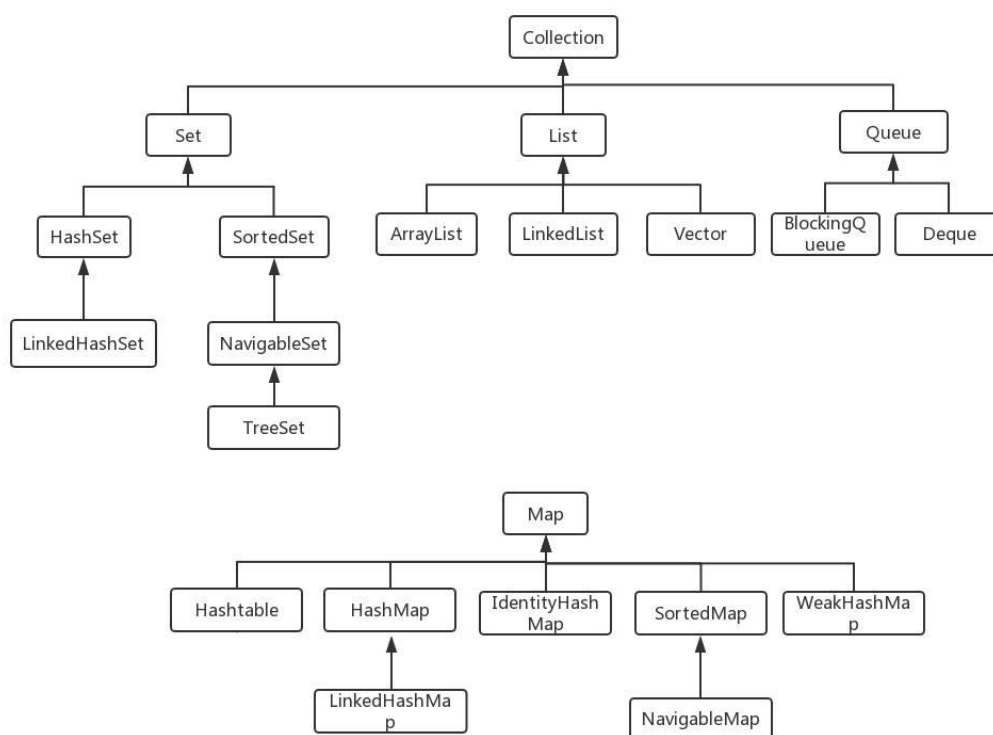 Collection
Set
List
Queue
HashSet
SortedSet
ArrayList
LinkedList
Vector
BlockingQ
ueue
Deque
LinkedHashSet
NavigableSet
TreeSet
Map
Hashtable
HashMap
IdentityHash
Map
SortedMap
WeakHashMa
p
LinkedHashMa
p
NavigableMap